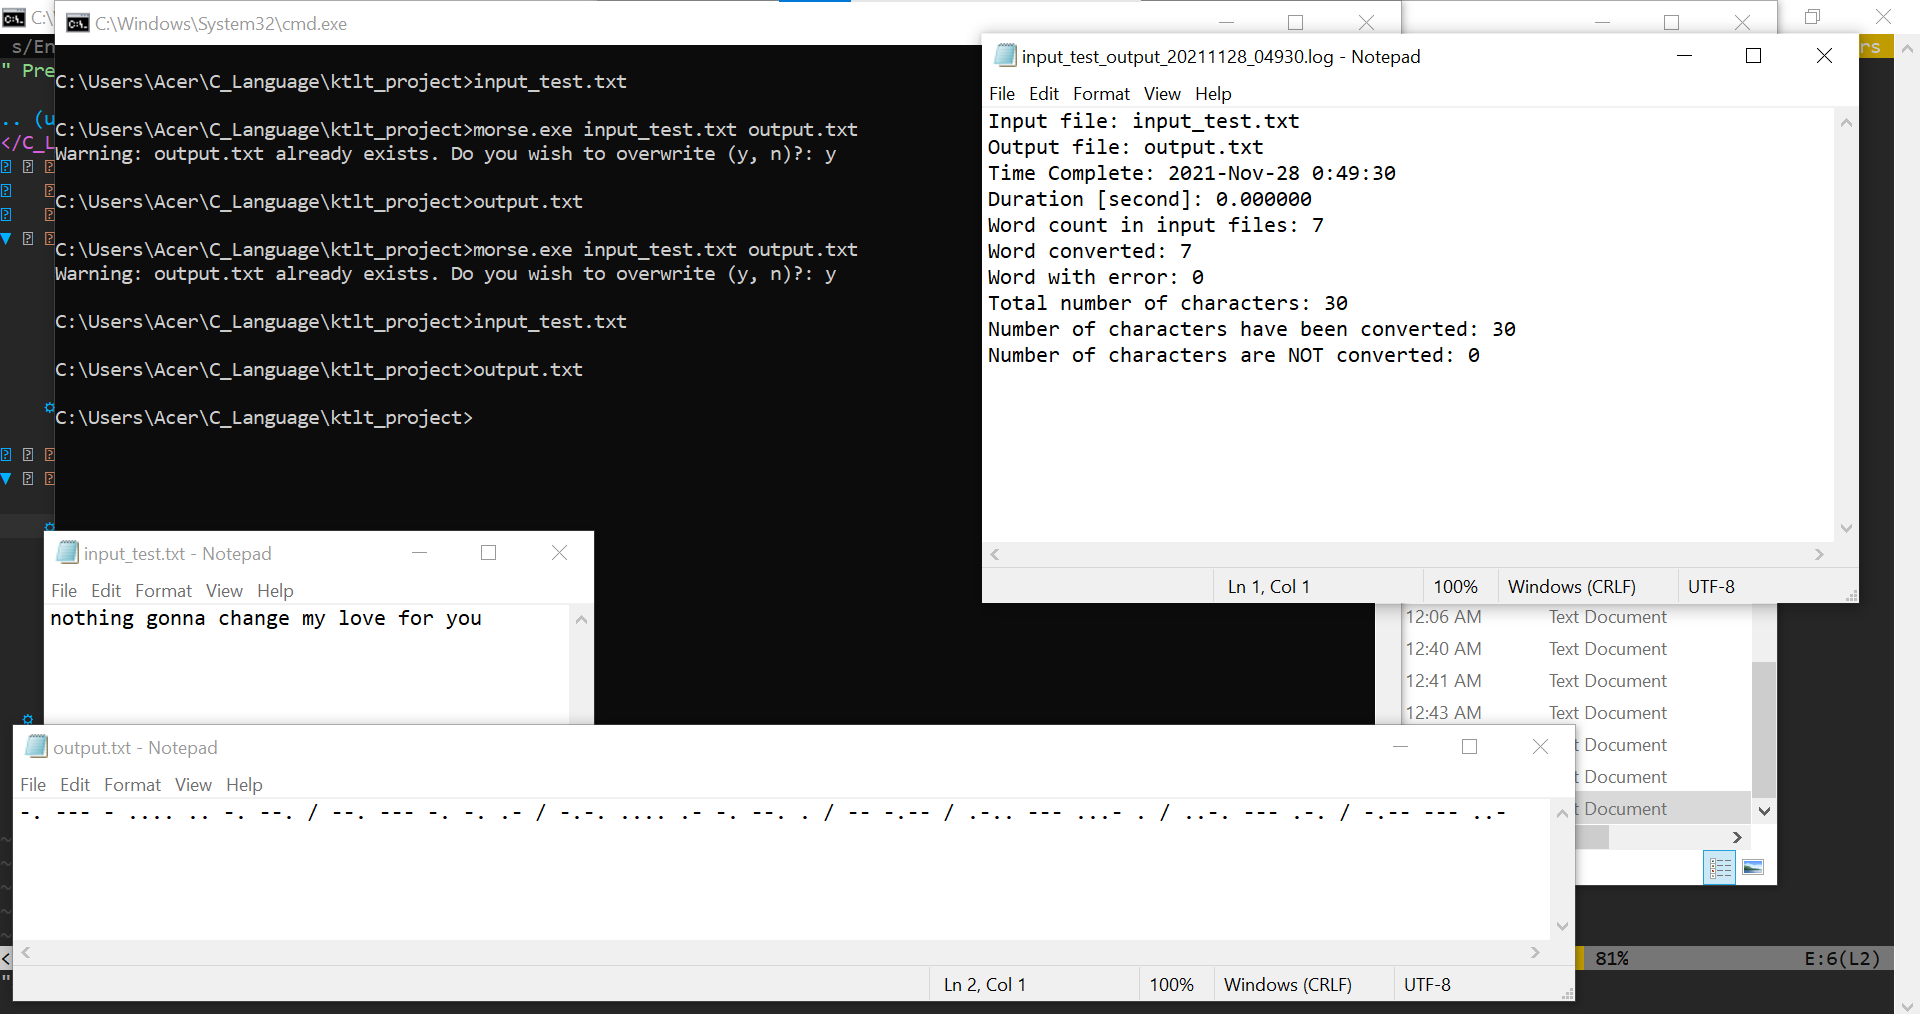 C:\
C:\Windows\System32\cmd.exe
s/En
" Pre
.. (u
</C_L
C:\Users\Acer\C_Language\ktlt_project>input_test.txt
C:\Users\Acer\C_Language\ktlt_project>morse.exe input_test.txt output.txt
Warning: output.txt already exists. Do you wish to overwrite (y, n)?: y
C:\Users\Acer\C_Language\ktlt_project>output.txt
C:\Users\Acer\C_Language\ktlt_project>morse.exe input_test.txt output.txt
Warning: output.txt already exists. Do you wish to overwrite (y, n)?: y
C:\Users\Acer\C_Language\ktlt_project>input_test.txt
C:\Users\Acer\C_Language\ktlt_project>output.txt
C:\Users\Acer\C_Language\ktlt_project>
input_test_output_20211128_04930.log - Notepad
rs
File Edit Format View Help
Input file: input_test.txt
Output file: output.txt
Time Complete: 2021-Nov-28 0:49:30
Duration [second]: 0.000000
Word count in input files: 7
Word converted: 7
Word with error: 0
Total number of characters: 30
Number of characters have been converted: 30
Number of characters are NOT converted: 0
Ln 1, Col 1 100% Windows (CRLF) UTF-8
input_test.txt - Notepad
File Edit Format View Help
nothing gonna change my love for you
12:06 AM Text Document
12:40 AM Text Document
12:41 AM Text Document
12:43 AM Text Document
t Document
t Document
t Document
output.txt - Notepad
File Edit Format View Help
-. --- - .... .. -. --. / --. --- -. -. .- / -.-. .... .- -. --. . / -- -.-- / .-.. --- ...- . / ..-. --- .-. / -.-- --- ..-
Ln 2, Col 1 100% Windows (CRLF) UTF-8
81% E:6(L2)